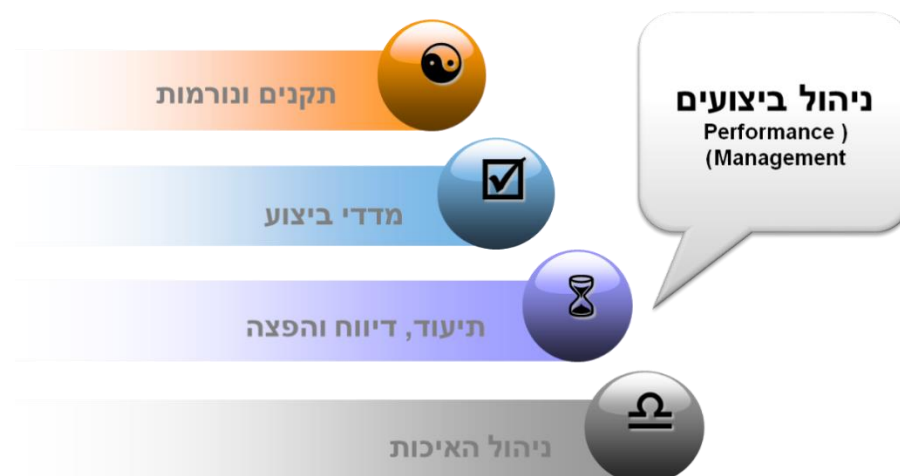 ניהול ביצועים
Performance )
(Management
תקנים ונורמות
מדדי ביצוע
תיעוד, דיווח והפצה
ניהול האיכות